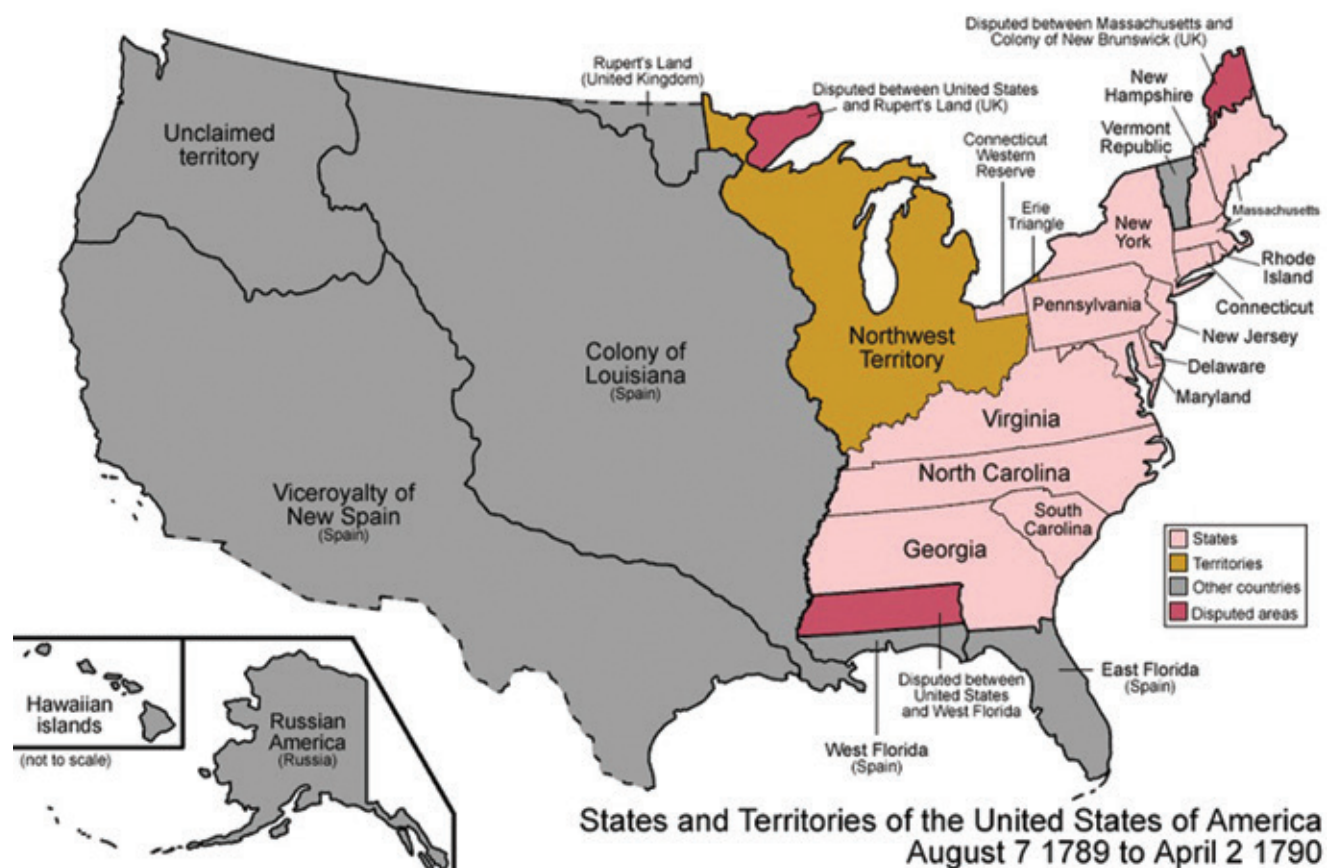 Disputed between Massachusetts and
Colony of New Brunswick (UK)
Rupert's Land
(United Kingdom)
Disputed between United States
and Rupert's Land (UK)
New
Hampshire
Vermont
Republic
Unclaimed
territory
Connecticut
Western
Reserve
Erie
Triangle
New
York
Massachusetts
Rhode
Island
Connecticut
Pennsylvania
New Jersey
Delaware
Maryland
Northwest
Territory
Colony of
Louisiana
(Spain)
Virginia
North Carolina
South
Carolina
Georgia
Viceroyalty of
New Spain
(Spain)
States
Territories
Other countries
Disputed areas
East Florida
(Spain)
Disputed between
United States
and West Florida
West Florida
(Spain)
Hawaiian
islands
(not to scale)
Russian
America
(Russia)
States and Territories of the United States of America
August 7 1789 to April 2 1790